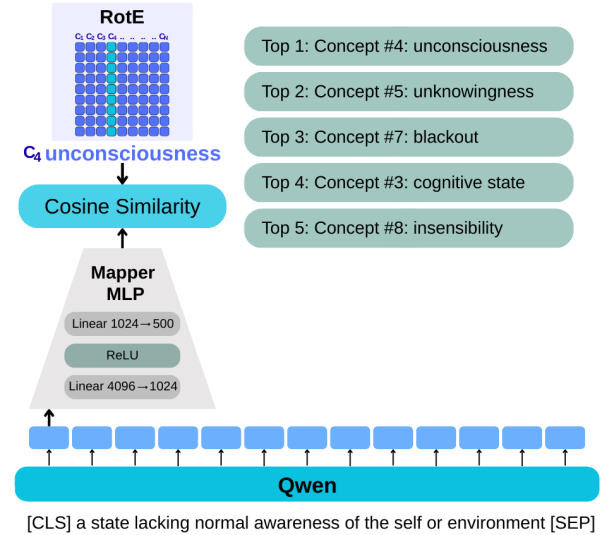 RotE
C1 C2 C3 C4 .. .. .. .. CN
C4 unconsciousness
Cosine Similarity
Mapper
MLP
Linear 1024→500
ReLU
Linear 4096→1024
Top 1: Concept #4: unconsciousness
Top 2: Concept #5: unknowingness
Top 3: Concept #7: blackout
Top 4: Concept #3: cognitive state
Top 5: Concept #8: insensibility
Qwen
[CLS] a state lacking normal awareness of the self or environment [SEP]